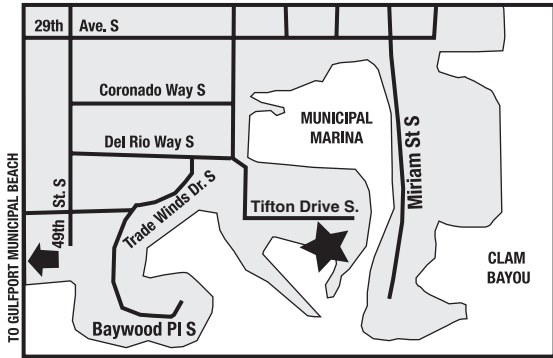 29th Ave. S
Coronado Way S
MUNICIPAL
MARINA
Del Rio Way S
Miriam St S
Tifton Drive S.
49th St. S
Trade Winds Dr. S
CLAM
BAYOU
TO GULFPORT MUNICIPAL BEACH
Baywood Pl S